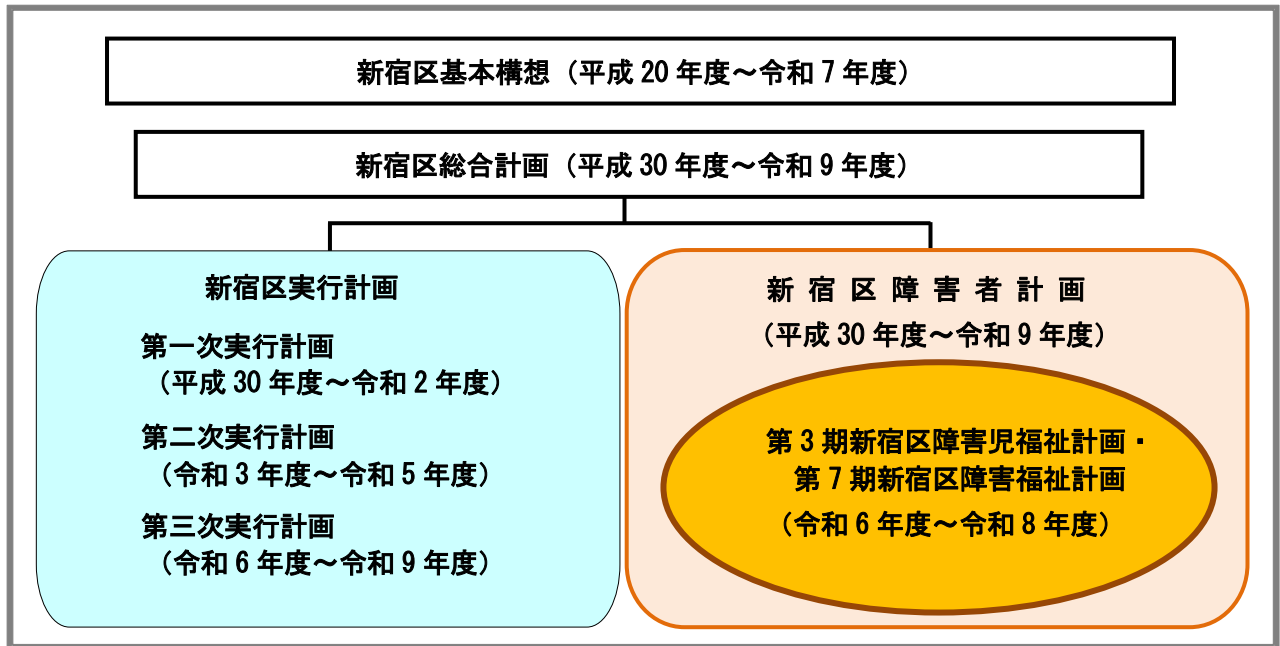 新宿区基本構想（平成 20 年度～令和 7 年度）
新宿区総合計画（平成 30 年度～令和 9 年度）
新宿区実行計画
第一次実行計画
（平成 30 年度～令和 2 年度）
第二次実行計画
（令和 3 年度～令和 5 年度）
第三次実行計画
（令和 6 年度～令和 9 年度）
新宿区障害者計画
（平成 30 年度～令和 9 年度）
第 3 期新宿区障害児福祉計画・
第 7 期新宿区障害福祉計画
（令和 6 年度～令和 8 年度）